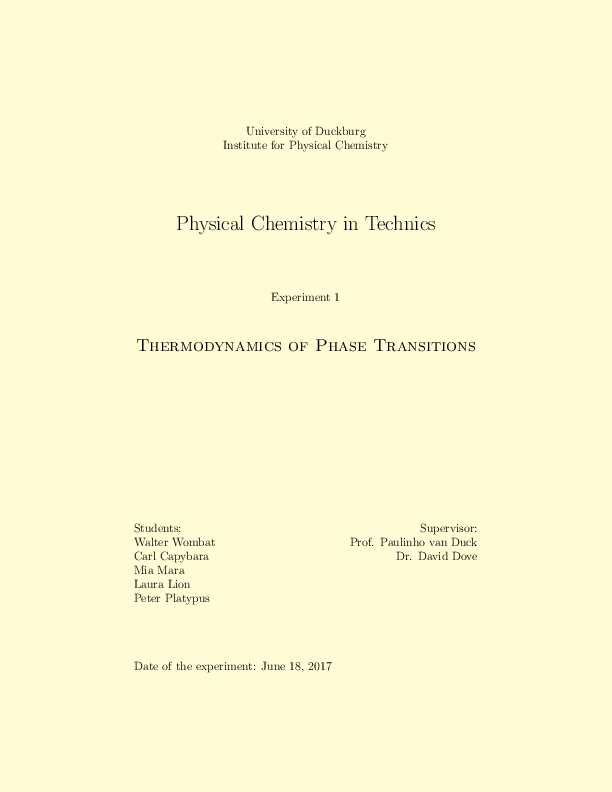 University of Duckburg
Institute for Physical Chemistry
Physical Chemistry in Technics
Experiment 1
Thermodynamics of Phase Transitions
Students:
Walter Wombat
Carl Capybara
Mia Mara
Laura Lion
Peter Platypus
Supervisor:
Prof. Paulinho van Duck
Dr. David Dove
Date of the experiment: June 18, 2017